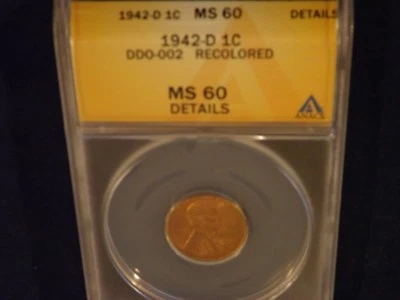 1942-D 1C MS 60 DETAILS
1942-D 1C
DDO-002 RECOLORED
MS 60
DETAILS
ANACS